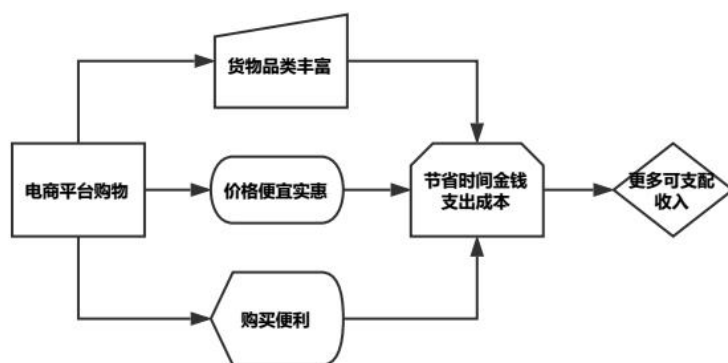 货物品类丰富
电商平台购物
价格便宜实惠
节省时间金钱
支出成本
更多可支配
收入
购买便利